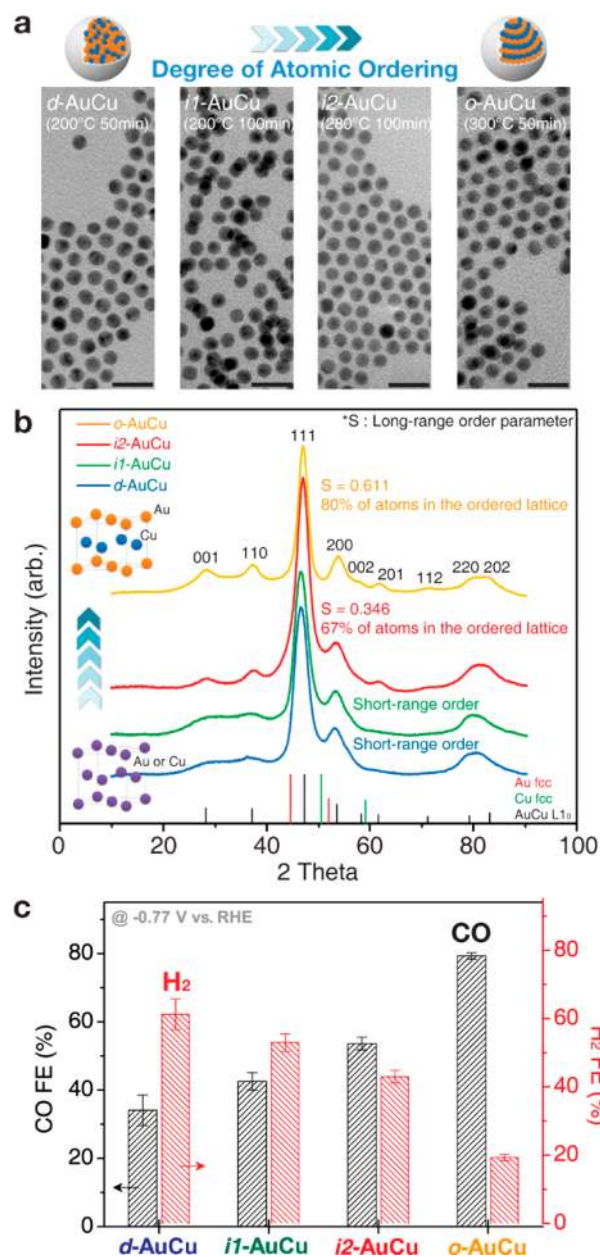 a
Degree of Atomic Ordering
d-AuCu i1-AuCu i2-AuCu o-AuCu
(200°C 50min) (200°C 100min) (280°C 100min) (300°C 50min)
b
o-AuCu
i2-AuCu
i1-AuCu
d-AuCu
111
*S : Long-range order parameter
S = 0.611
80% of atoms in the ordered lattice
Au
Cu
001 110 200 002 201 112 220 202
S = 0.346
67% of atoms in the ordered lattice
Short-range order
Short-range order
Au or Cu
Au fcc
Cu fcc
AuCu L1₀
Intensity (arb.)
0 20 40 60 80 100
2 Theta
c
@ -0.77 V vs. RHE
H₂
CO
80
60
40
20
0
CO FE (%)
80
60
40
20
0
H₂ FE (%)
d-AuCu i1-AuCu i2-AuCu o-AuCu